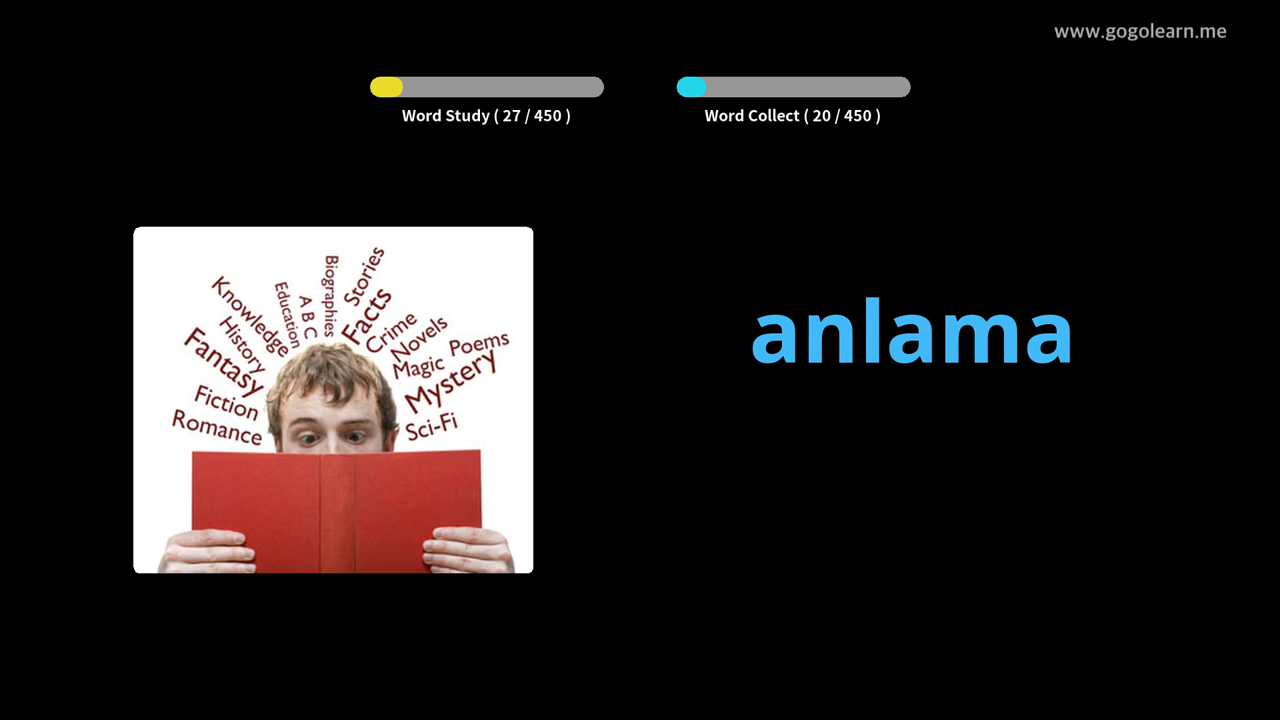 www.gogolearn.me
Word Study ( 27 / 450 )
Word Collect ( 20 / 450 )
Knowledge
Education
A B C
Biographies
Stories
Facts
Crime
Novels
Poems
Magic
Mystery
Sci-Fi
History
Fantasy
Fiction
Romance
anlama